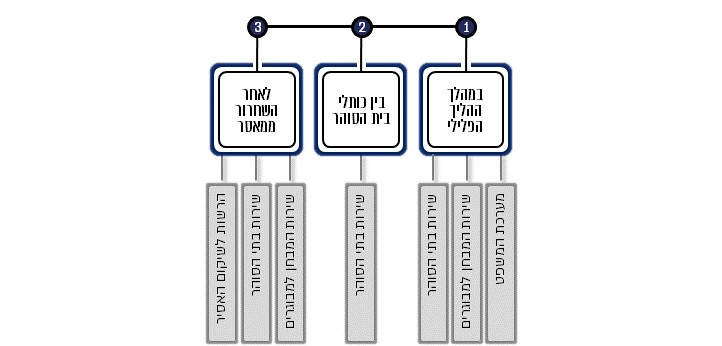 1
2
3
במהלך
ההליך
הפלילי
בין כותלי
בית הסוהר
לאחר
השחרור
ממאסר
מערכת המשפט
שירות המבחן למבוגרים
שירות בתי הסוהר
שירות בתי הסוהר
שירות המבחן למבוגרים
שירות בתי הסוהר
הרשות לשיקום האסיר